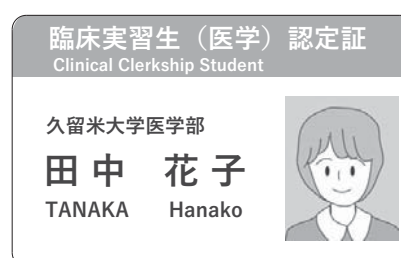 臨床実習生（医学）認定証
Clinical Clerkship Student
久留米大学医学部
田中 花子
TANAKA Hanako